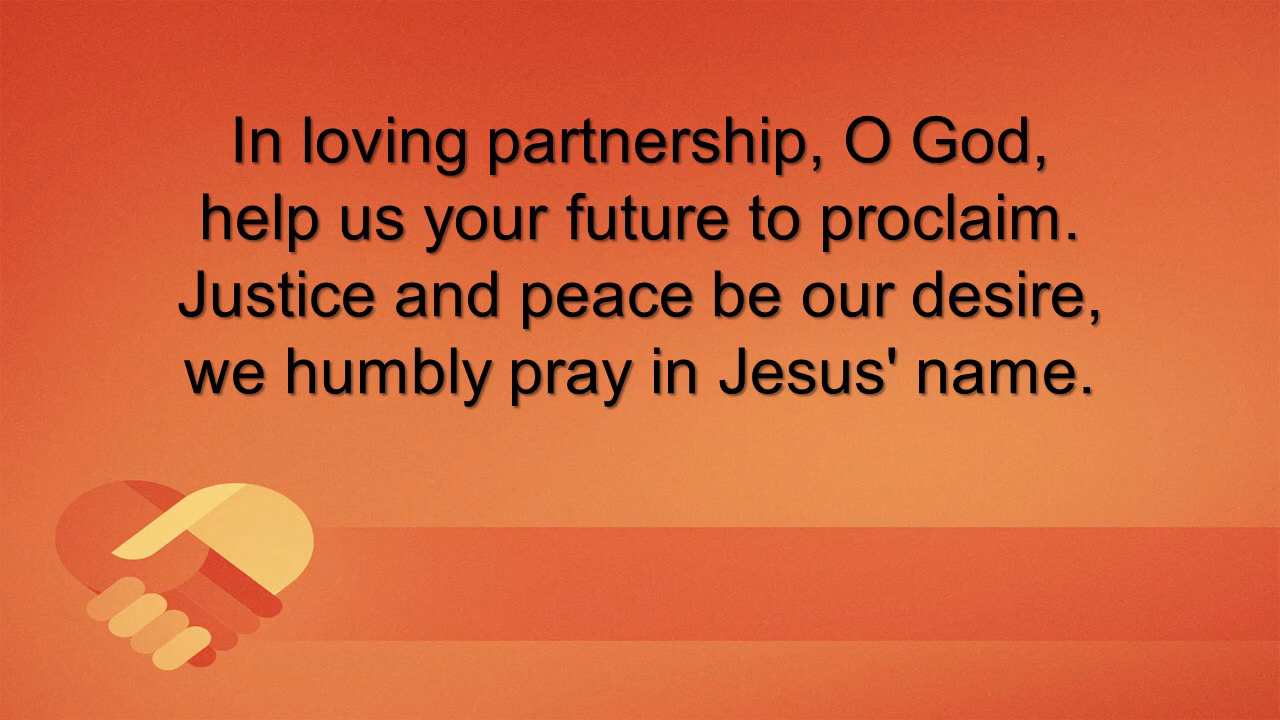 In loving partnership, O God,
help us your future to proclaim.
Justice and peace be our desire,
we humbly pray in Jesus' name.